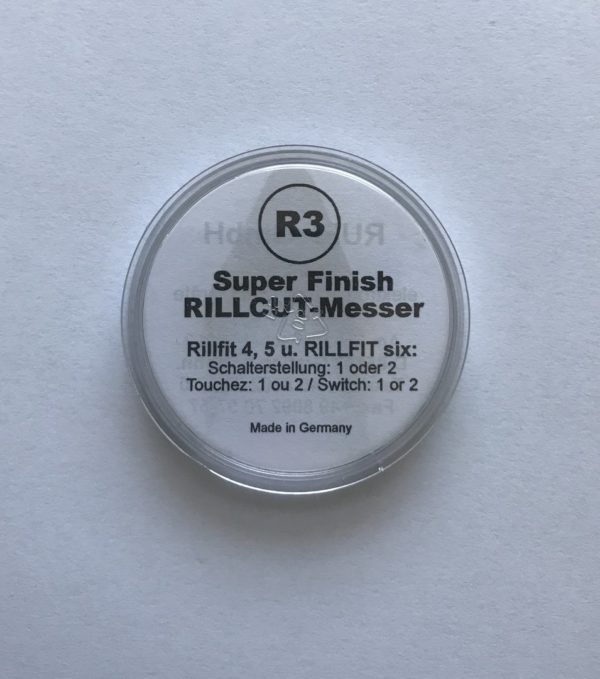 R3
Super Finish
RILLCUT-Messer
Rillfit 4, 5 u. RILLFIT six:
Schalterstellung: 1 oder 2
Touchez: 1 ou 2 / Switch: 1 or 2
Made in Germany